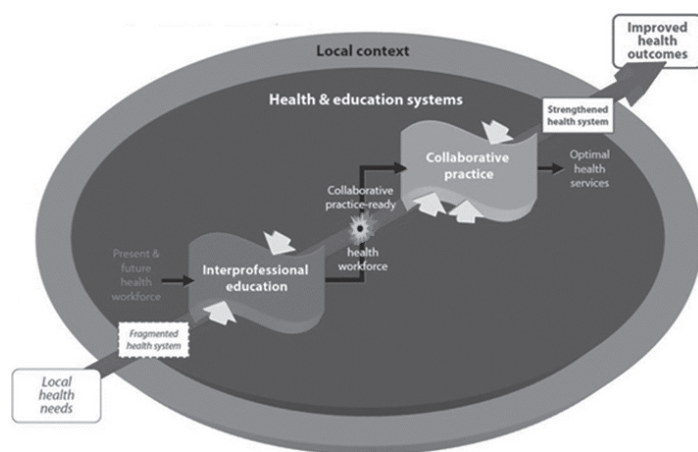 Improved
health
outcomes
Local context
Health & education systems
Strengthened
health system
Collaborative
practice
Optimal
health
services
Collaborative
practice-ready
health
workforce
Present &
future
health
workforce
Interprofessional
education
Fragmented
health system
Local
health
needs